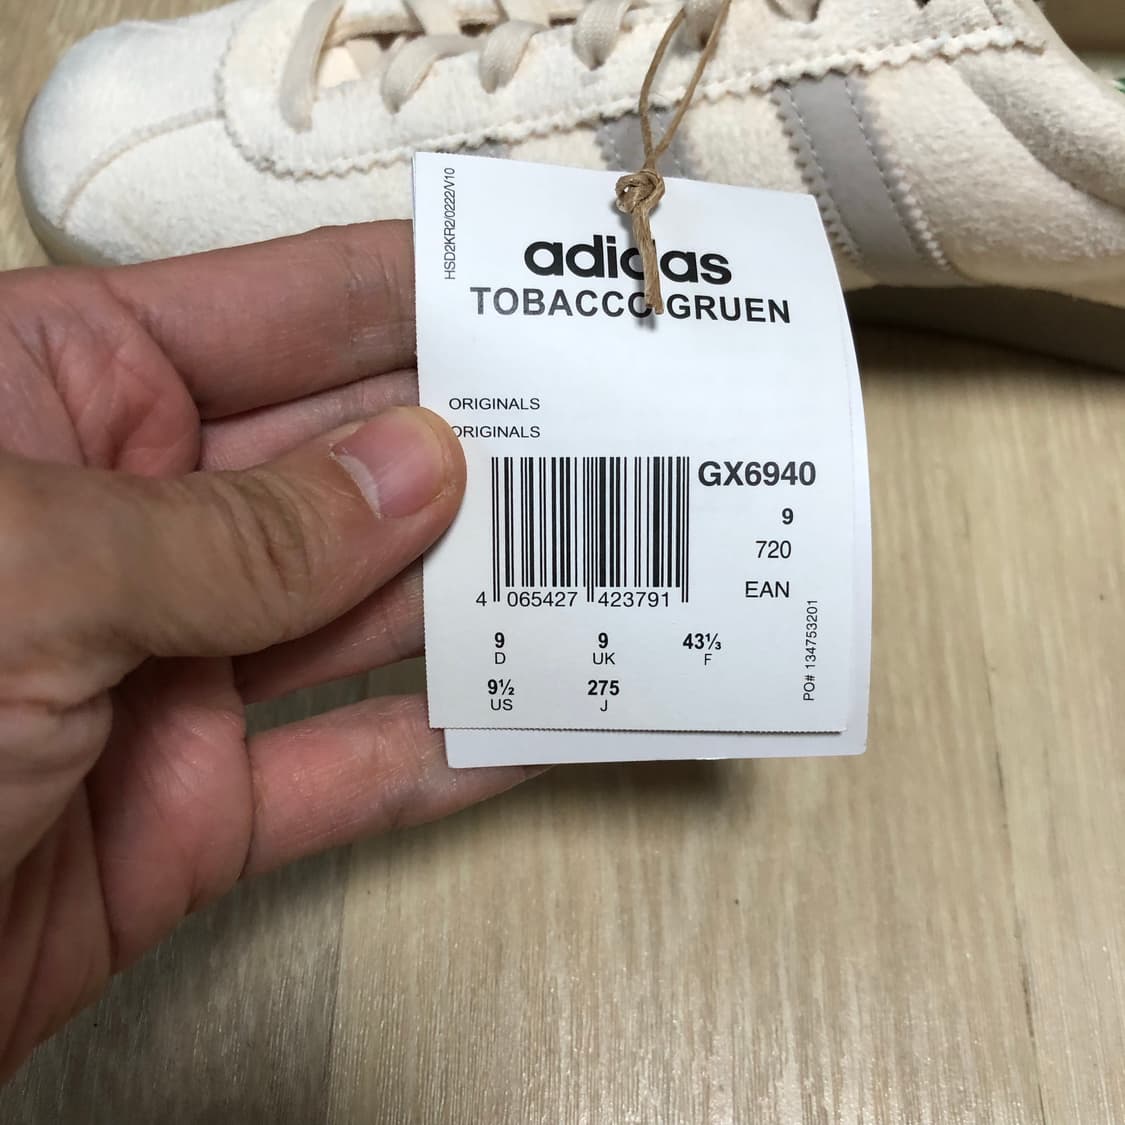 HSD2KR2/0222/V10
adidas
TOBACCO GRUEN
ORIGINALS
ORIGINALS
GX6940
9
720
EAN
4 065427 423791
9 9 43⅓
D UK F
9½ 275
US J
PO# 134753201